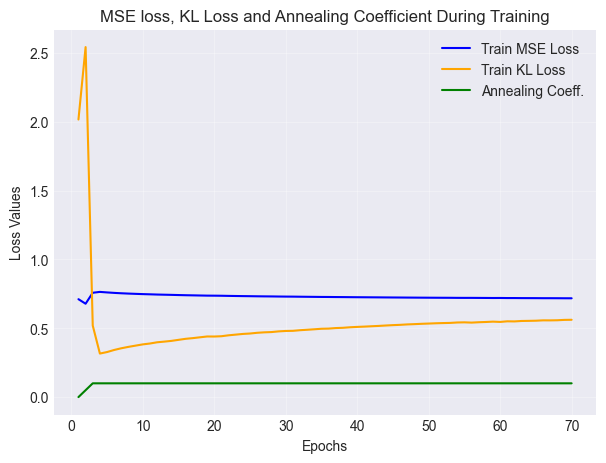 MSE loss, KL Loss and Annealing Coefficient During Training
Train MSE Loss
Train KL Loss
Annealing Coeff.
Loss Values
2.5
2.0
1.5
1.0
0.5
0.0
0 10 20 30 40 50 60 70
Epochs